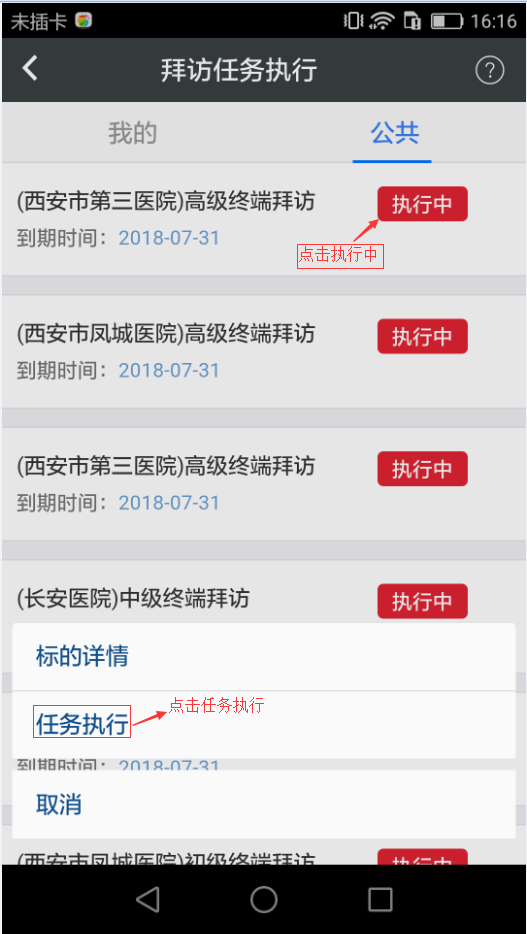 未插卡 16:16
拜访任务执行 ?
我的 公共
(西安市第三医院)高级终端拜访 执行中
到期时间：2018-07-31
点击执行中
(西安市凤城医院)高级终端拜访 执行中
到期时间：2018-07-31
(西安市第三医院)高级终端拜访 执行中
到期时间：2018-07-31
(长安医院)中级终端拜访 执行中
标的详情
点击任务执行
任务执行
到期时间：2018-07-31
取消
(西安市凤城医院)初级终端拜访 执行中